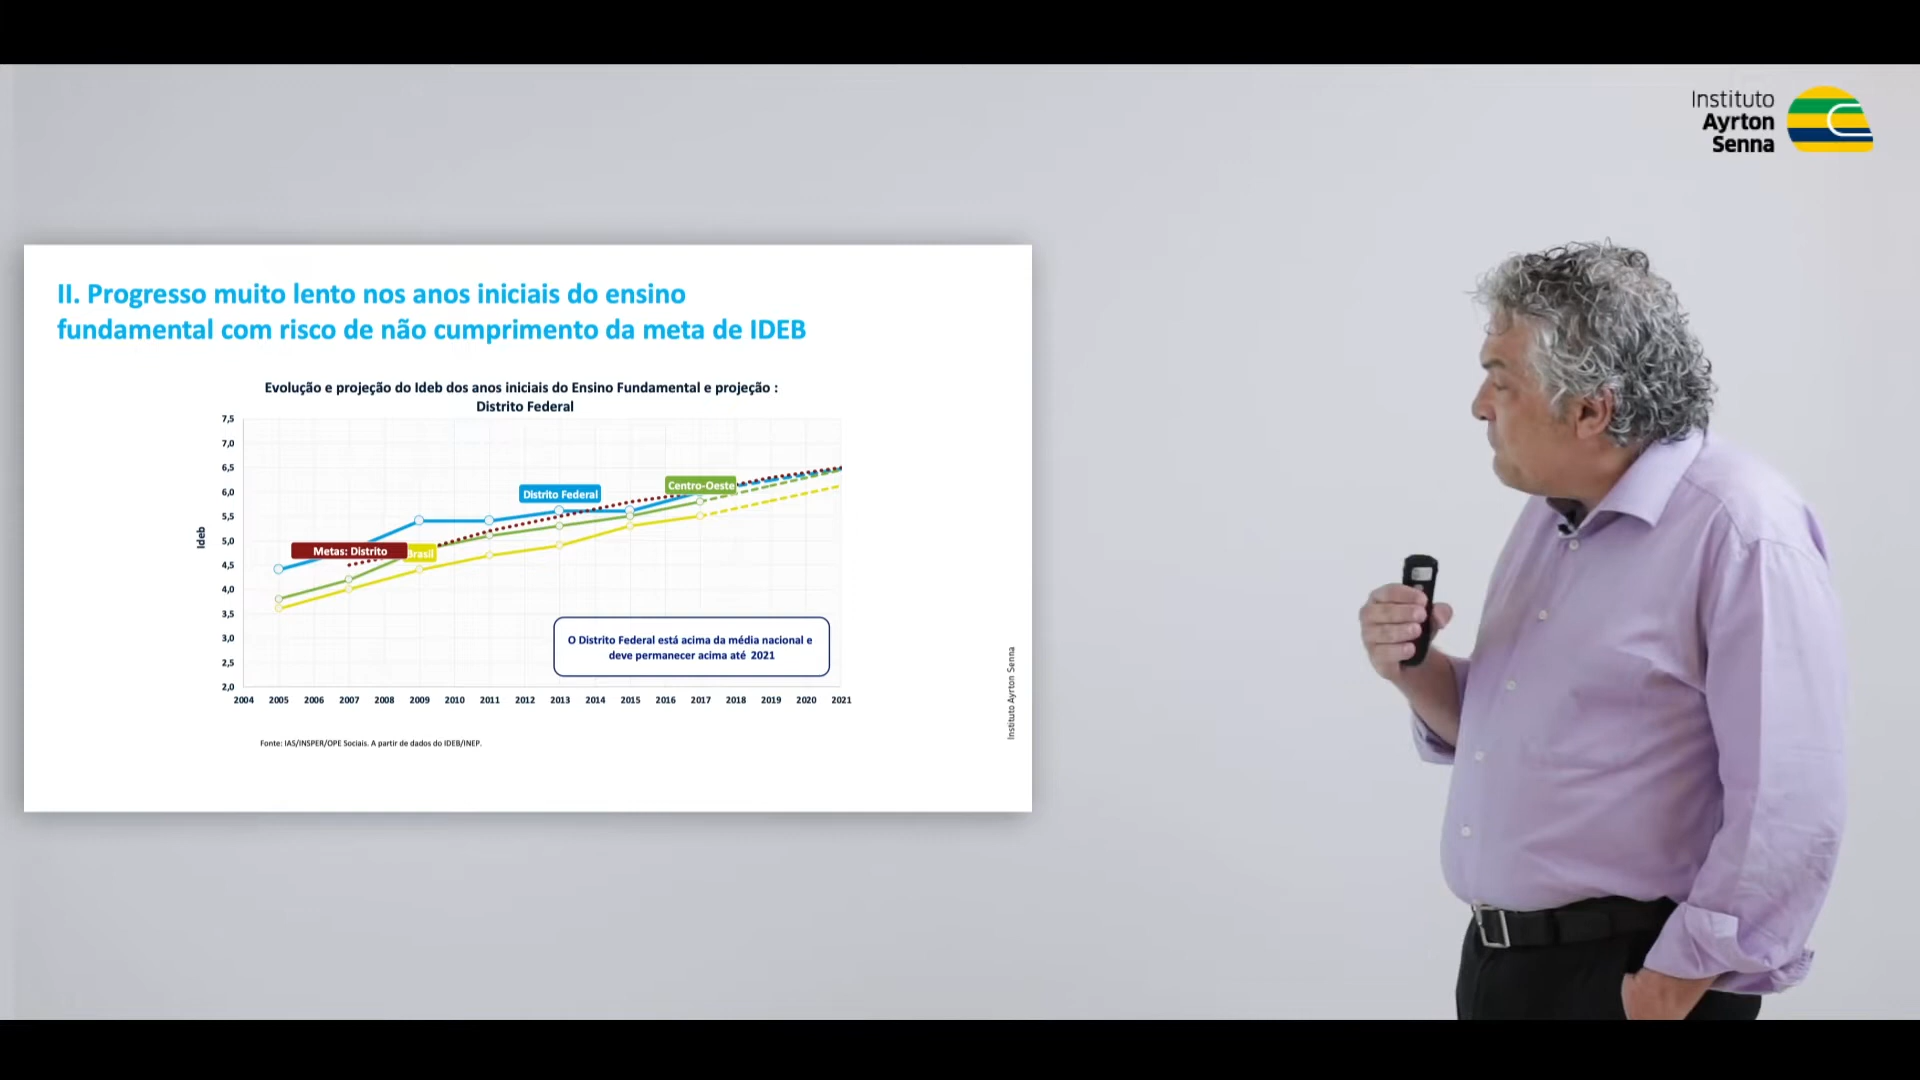 Instituto
Ayrton
Senna
II. Progresso muito lento nos anos iniciais do ensino
fundamental com risco de não cumprimento da meta de IDEB
Evolução e projeção do Ideb dos anos iniciais do Ensino Fundamental e projeção :
Distrito Federal
7,5
7,0
6,5
6,0
5,5
5,0
4,5
4,0
3,5
3,0
2,5
2,0
Ideb
Centro-Oeste
Distrito Federal
Metas: Distrito
Brasil
O Distrito Federal está acima da média nacional e
deve permanecer acima até 2021
2004 2005 2006 2007 2008 2009 2010 2011 2012 2013 2014 2015 2016 2017 2018 2019 2020 2021
Fonte: IAS/INSPER/OPE Sociais. A partir de dados do IDEB/INEP.
Instituto Ayrton Senna